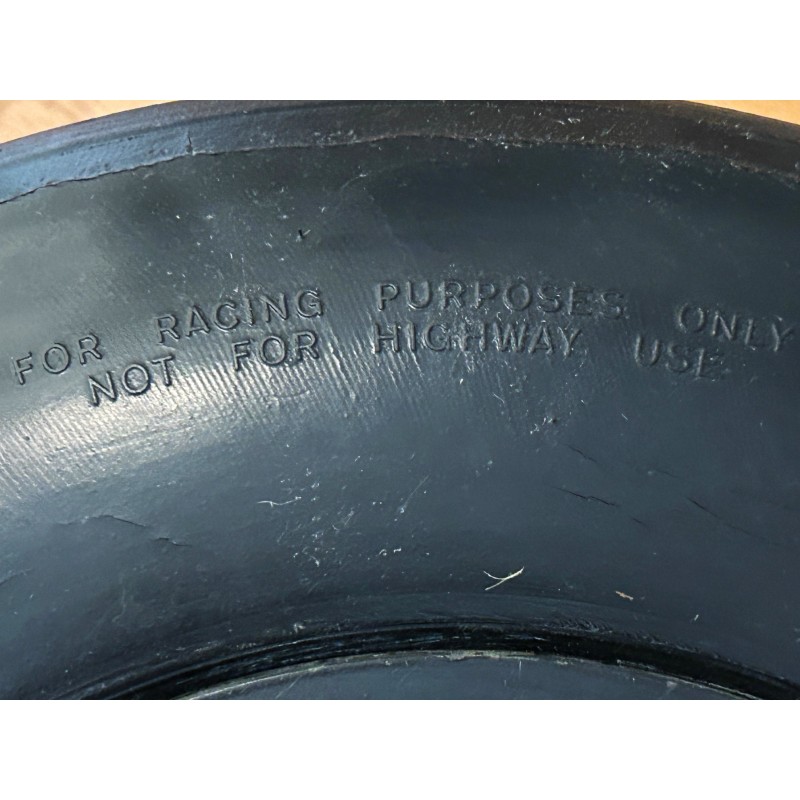 FOR RACING PURPOSES ONLY
NOT FOR HIGHWAY USE